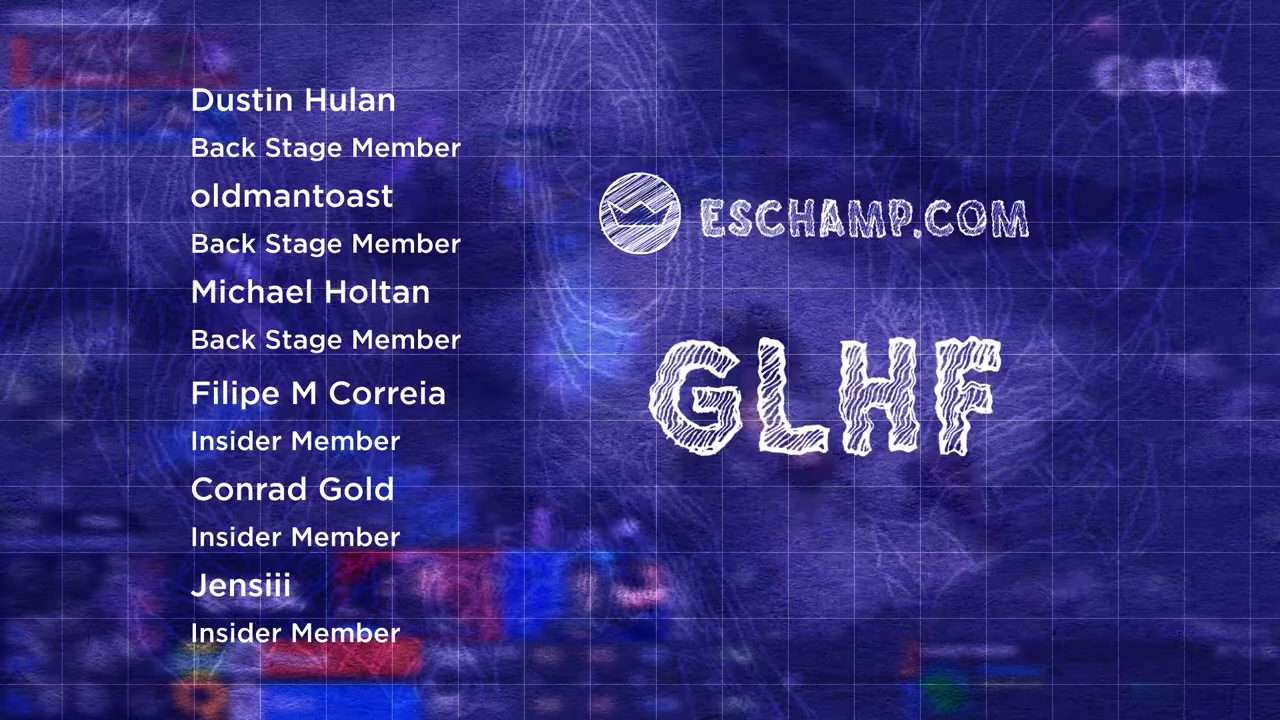 Dustin Hulan
Back Stage Member
oldmantoast
Back Stage Member
Michael Holtan
Back Stage Member
Filipe M Correia
Insider Member
Conrad Gold
Insider Member
Jensiii
Insider Member
ESCHAMP.COM
GLHF